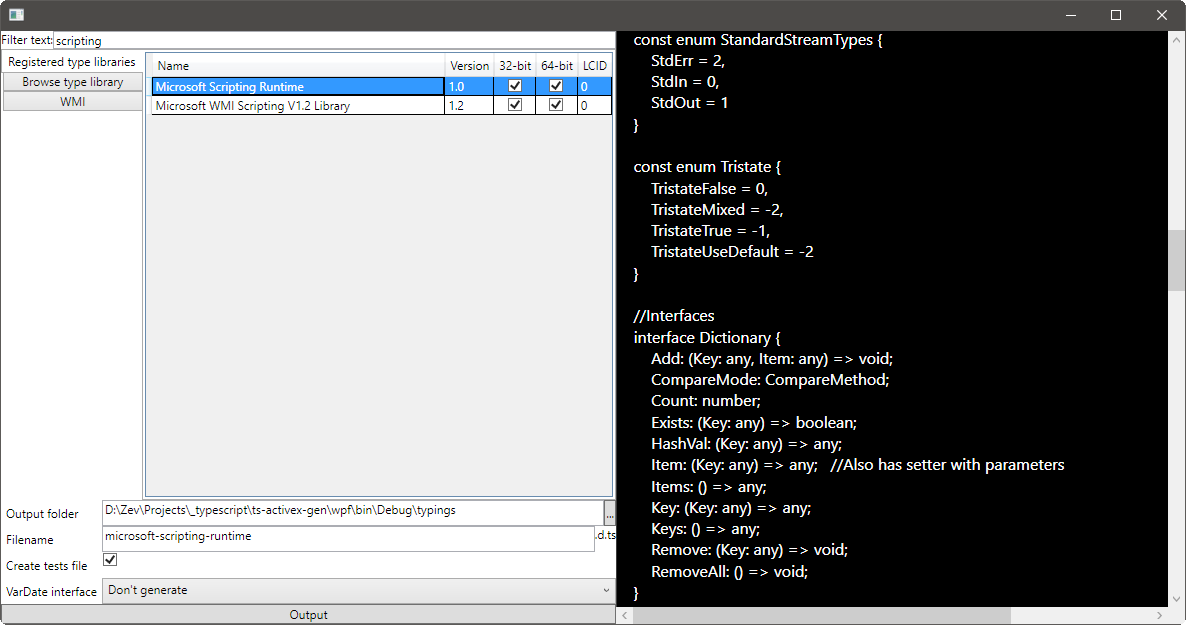 Filter text: scripting
Registered type libraries
Browse type library
WMI
Name Version 32-bit 64-bit LCID
Microsoft Scripting Runtime 1.0 0
Microsoft WMI Scripting V1.2 Library 1.2 0
Output folder D:\Zev\Projects\_typescript\ts-activex-gen\wpf\bin\Debug\typings ...
Filename microsoft-scripting-runtime .d.ts
Create tests file
VarDate interface Don't generate
Output
const enum StandardStreamTypes {
StdErr = 2,
StdIn = 0,
StdOut = 1
}
const enum Tristate {
TristateFalse = 0,
TristateMixed = -2,
TristateTrue = -1,
TristateUseDefault = -2
}
//Interfaces
interface Dictionary {
Add: (Key: any, Item: any) => void;
CompareMode: CompareMethod;
Count: number;
Exists: (Key: any) => boolean;
HashVal: (Key: any) => any;
Item: (Key: any) => any; //Also has setter with parameters
Items: () => any;
Key: (Key: any) => any;
Keys: () => any;
Remove: (Key: any) => void;
RemoveAll: () => void;
}